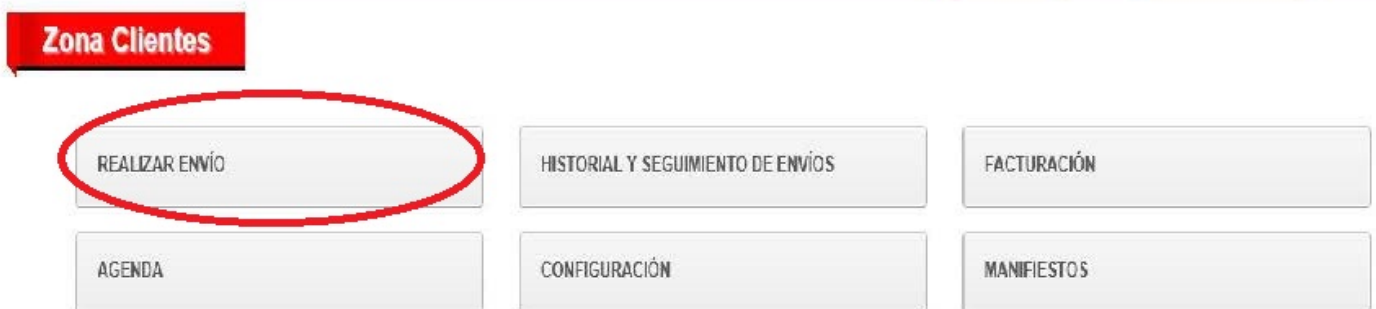 Zona Clientes
REALIZAR ENVÍO
HISTORIAL Y SEGUIMIENTO DE ENVÍOS
FACTURACIÓN
AGENDA
CONFIGURACIÓN
MANIFIESTOS